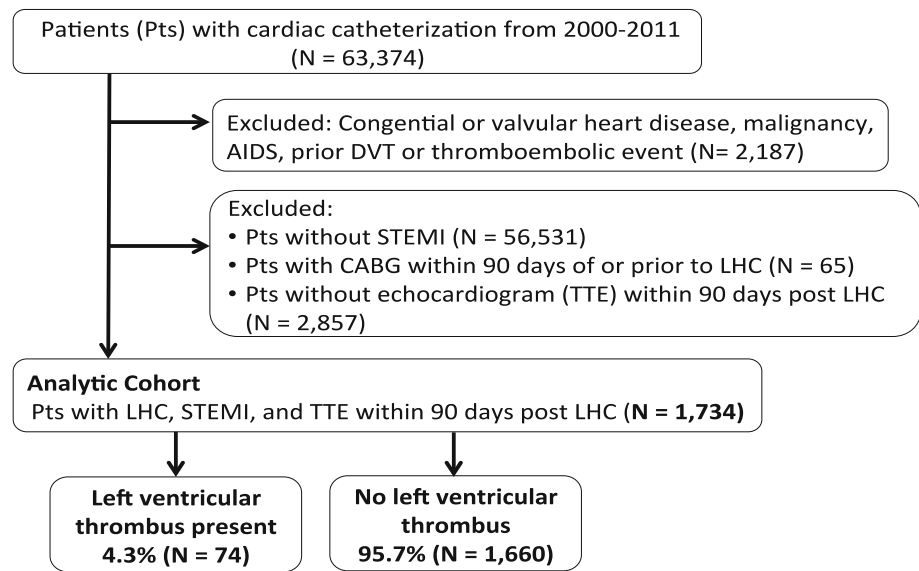 Patients (Pts) with cardiac catheterization from 2000-2011
(N = 63,374)
Excluded: Congential or valvular heart disease, malignancy,
AIDS, prior DVT or thromboembolic event (N= 2,187)
Excluded:
• Pts without STEMI (N = 56,531)
• Pts with CABG within 90 days of or prior to LHC (N = 65)
• Pts without echocardiogram (TTE) within 90 days post LHC
(N = 2,857)
Analytic Cohort
Pts with LHC, STEMI, and TTE within 90 days post LHC (N = 1,734)
Left ventricular
thrombus present
4.3% (N = 74)
No left ventricular
thrombus
95.7% (N = 1,660)